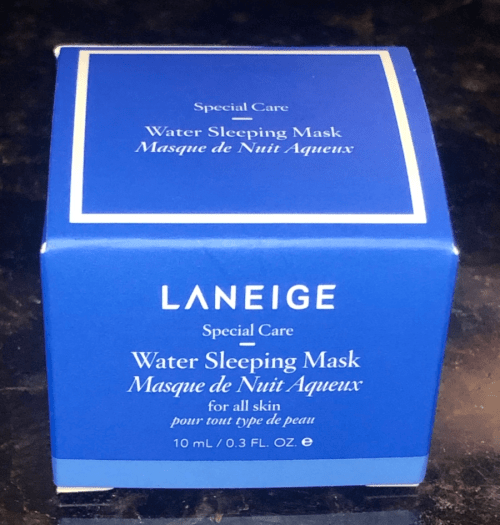 Special Care
Water Sleeping Mask
Masque de Nuit Aqueux
LANEIGE
Special Care
Water Sleeping Mask
Masque de Nuit Aqueux
for all skin
pour tout type de peau
10 mL / 0.3 FL. OZ. ℮